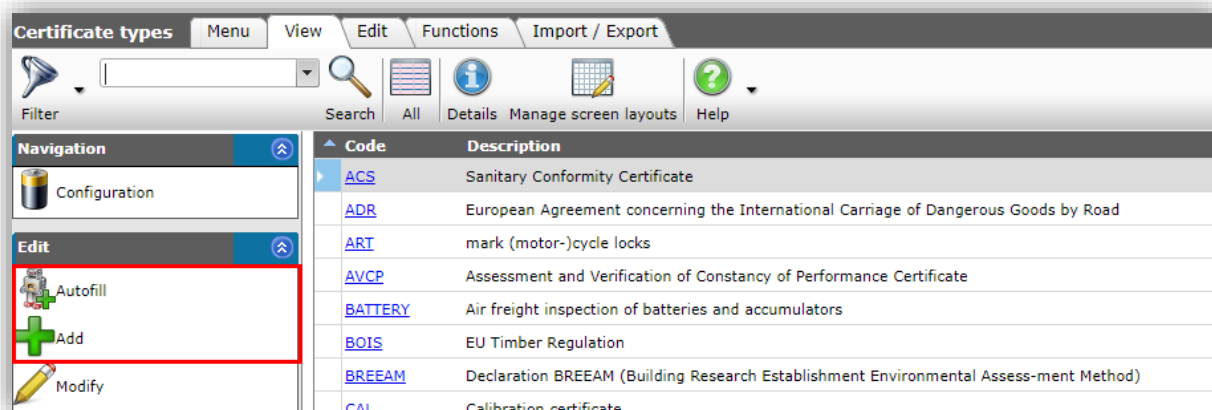 Certificate types Menu View Edit Functions Import / Export
Filter Search All Details Manage screen layouts Help
Navigation
Configuration
Edit
Autofill
Add
Modify
Code Description
ACS Sanitary Conformity Certificate
ADR European Agreement concerning the International Carriage of Dangerous Goods by Road
ART mark (motor-)cycle locks
AVCP Assessment and Verification of Constancy of Performance Certificate
BATTERY Air freight inspection of batteries and accumulators
BOIS EU Timber Regulation
BREEAM Declaration BREEAM (Building Research Establishment Environmental Assess-ment Method)
CAL Calibration certificate